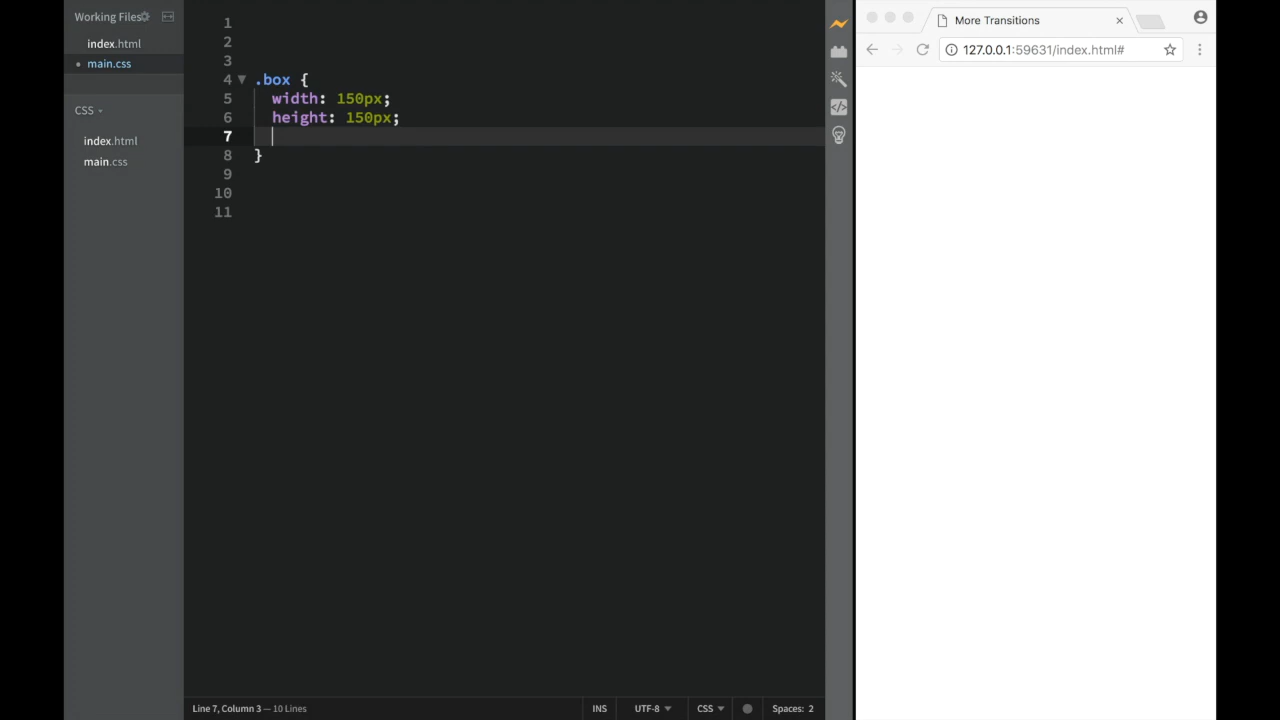 Working Files
index.html
main.css
CSS
index.html
main.css
1
2
3
4 .box {
5 width: 150px;
6 height: 150px;
7
8 }
9
10
11
Line 7, Column 3 — 10 Lines
INS
UTF-8
CSS
Spaces: 2
More Transitions
127.0.0.1:59631/index.html#